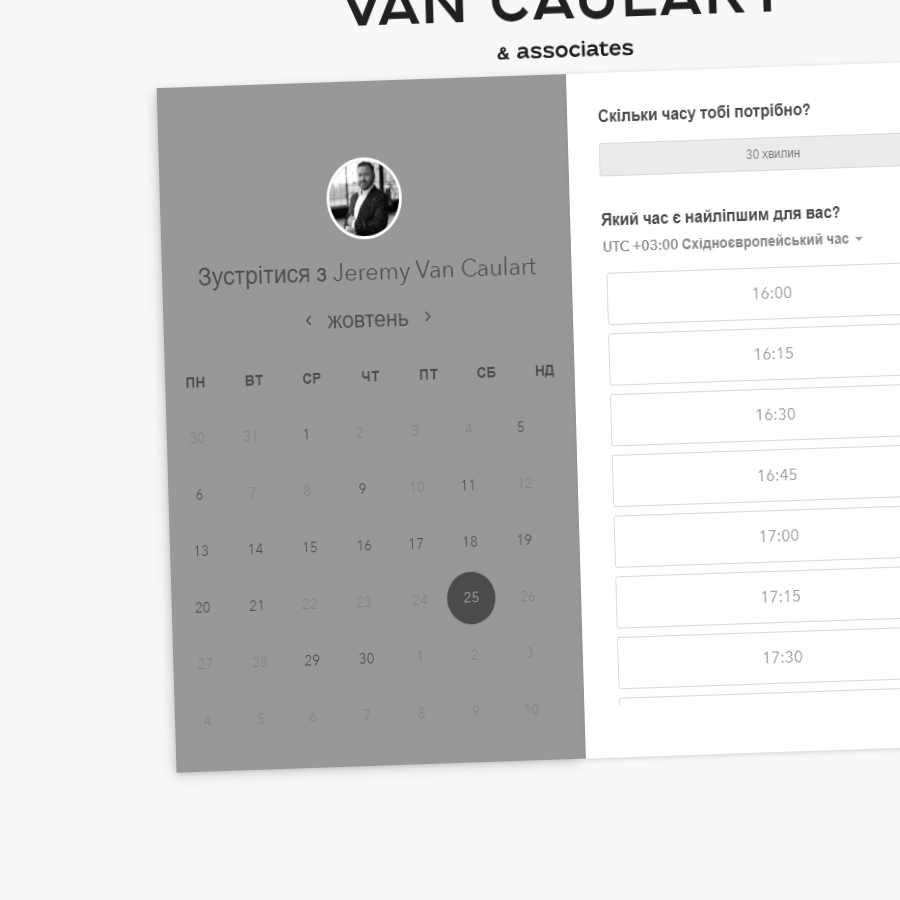 VAN CAULART
& associates
Зустрітися з Jeremy Van Caulart
жовтень
ПН ВТ СР ЧТ ПТ СБ НД
30 31 1 2 3 4 5
6 7 8 9 10 11 12
13 14 15 16 17 18 19
20 21 22 23 24 25 26
27 28 29 30 1 2 3
4 5 6 7 8 9 10
Скільки часу тобі потрібно?
30 хвилин
Який час є найліпшим для вас?
UTC +03:00 Східноєвропейський час
16:00
16:15
16:30
16:45
17:00
17:15
17:30